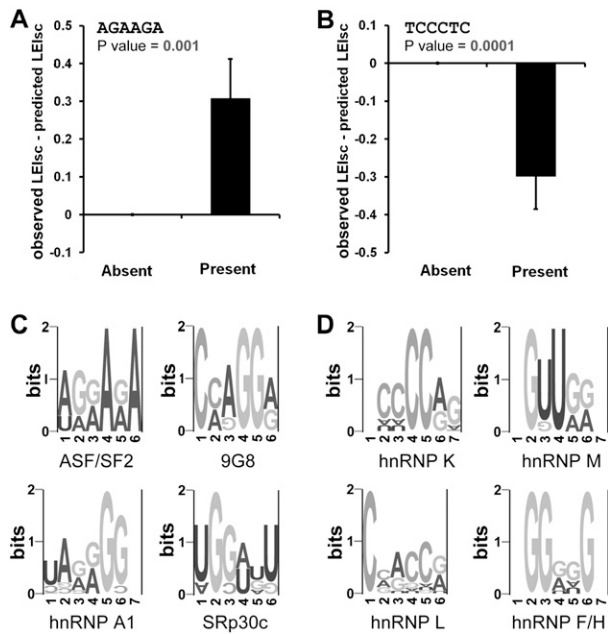 A
AGAAGA
P value = 0.001
observed LEIsc - predicted LEIsc
0.5
0.4
0.3
0.2
0.1
0
-0.1
Absent
Present
B
TCCCTC
P value = 0.0001
observed LEIsc - predicted LEIsc
0.1
0
-0.1
-0.2
-0.3
-0.4
-0.5
Absent
Present
C
bits
2
1
0
1 2 3 4 5 6
ASF/SF2
bits
2
1
0
1 2 3 4 5 6
9G8
bits
2
1
0
1 2 3 4 5 6 7
hnRNP A1
bits
2
1
0
1 2 3 4 5 6
SRp30c
D
bits
2
1
0
1 2 3 4 5 6 7
hnRNP K
bits
2
1
0
1 2 3 4 5 6
hnRNP M
bits
2
1
0
1 2 3 4 5 6
hnRNP L
bits
2
1
0
1 2 3 4 5 6
hnRNP F/H